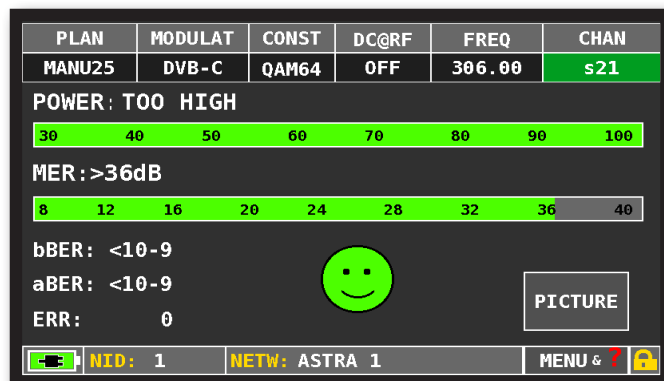 PLAN MODULAT CONST DC@RF FREQ CHAN
MANU25 DVB-C QAM64 OFF 306.00 s21
POWER: TOO HIGH
30 40 50 60 70 80 90 100
MER:>36dB
8 12 16 20 24 28 32 36 40
bBER: <10-9
aBER: <10-9
ERR: 0
PICTURE
NID: 1 NETW: ASTRA 1 MENU & ?